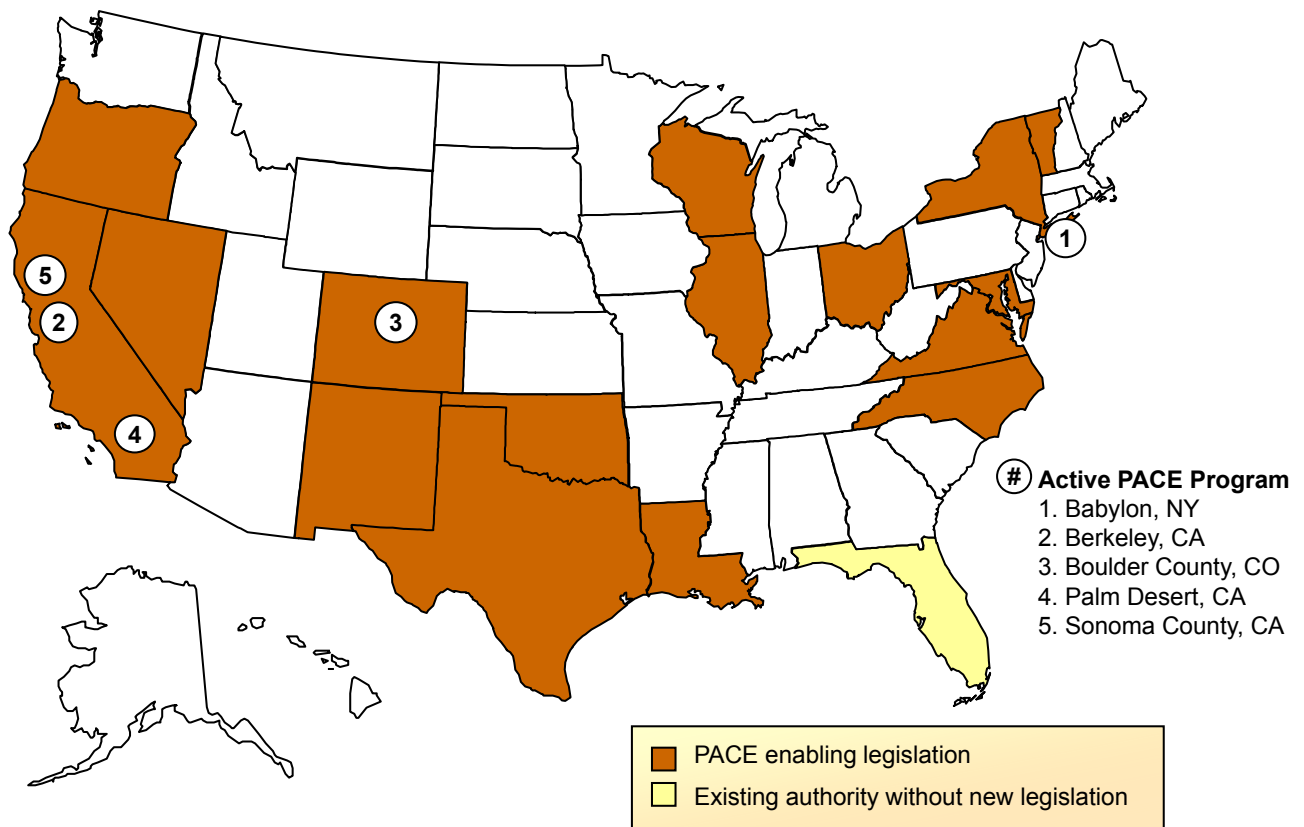 5
2
3
4
1
# Active PACE Program
1. Babylon, NY
2. Berkeley, CA
3. Boulder County, CO
4. Palm Desert, CA
5. Sonoma County, CA
PACE enabling legislation
Existing authority without new legislation